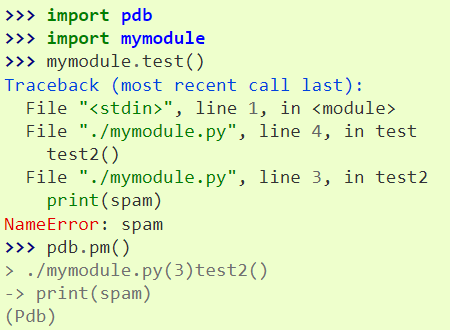 >>> import pdb
>>> import mymodule
>>> mymodule.test()
Traceback (most recent call last):
  File "<stdin>", line 1, in <module>
  File "./mymodule.py", line 4, in test
    test2()
  File "./mymodule.py", line 3, in test2
    print(spam)
NameError: spam
>>> pdb.pm()
> ./mymodule.py(3)test2()
-> print(spam)
(Pdb)